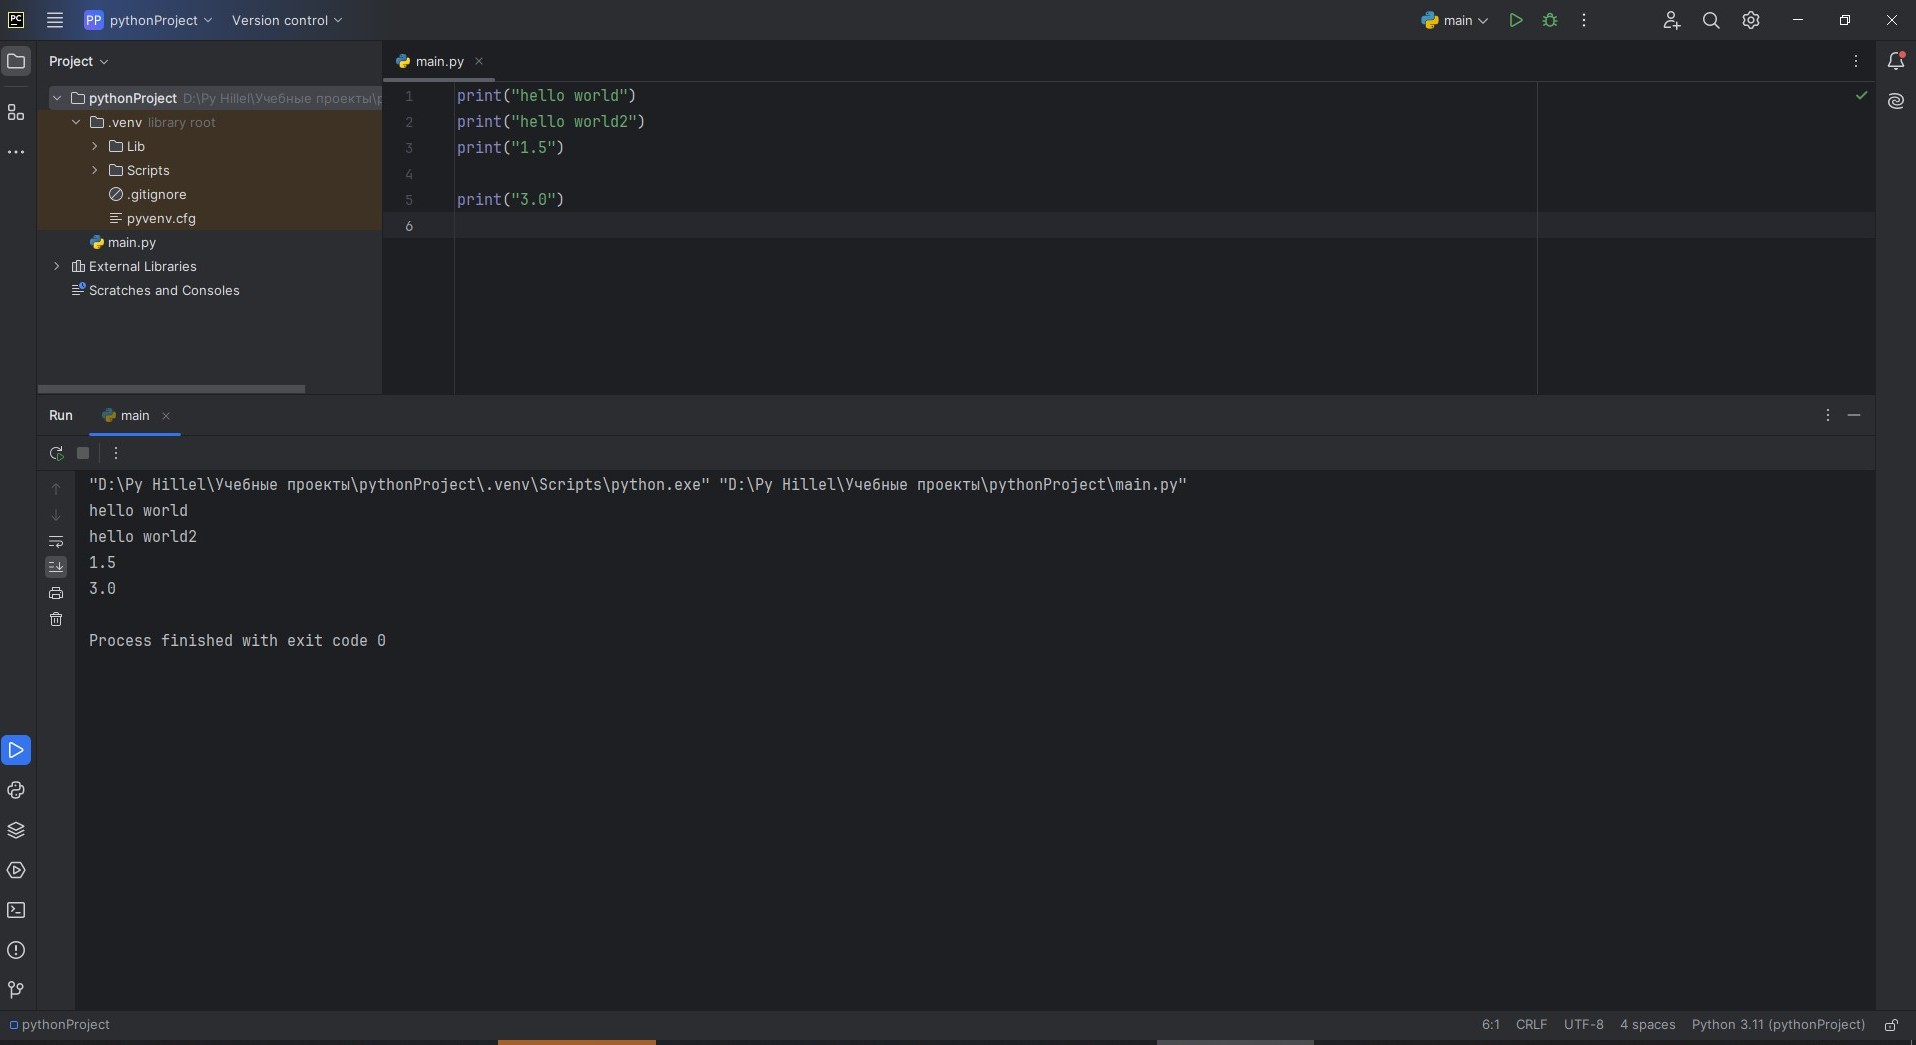 PC PP pythonProject Version control main
Project
main.py
pythonProject D:\Py Hillel\Учебные проекты\p
.venv library root
Lib
Scripts
.gitignore
pyvenv.cfg
main.py
External Libraries
Scratches and Consoles
1 print("hello world")
2 print("hello world2")
3 print("1.5")
4
5 print("3.0")
6
Run main
"D:\Py Hillel\Учебные проекты\pythonProject\.venv\Scripts\python.exe" "D:\Py Hillel\Учебные проекты\pythonProject\main.py"
hello world
hello world2
1.5
3.0
Process finished with exit code 0
pythonProject 6:1 CRLF UTF-8 4 spaces Python 3.11 (pythonProject)